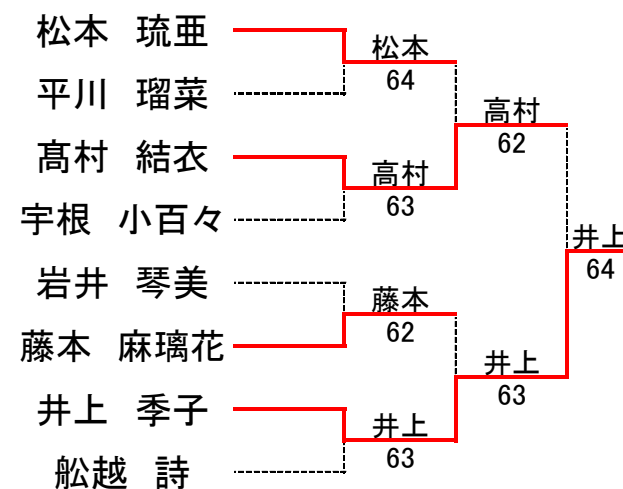 松本 琉亜
平川 瑠菜
髙村 結衣
宇根 小百々
岩井 琴美
藤本 麻璃花
井上 季子
舩越 詩
松本
64
高村
63
藤本
62
井上
63
高村
62
井上
63
井上
64